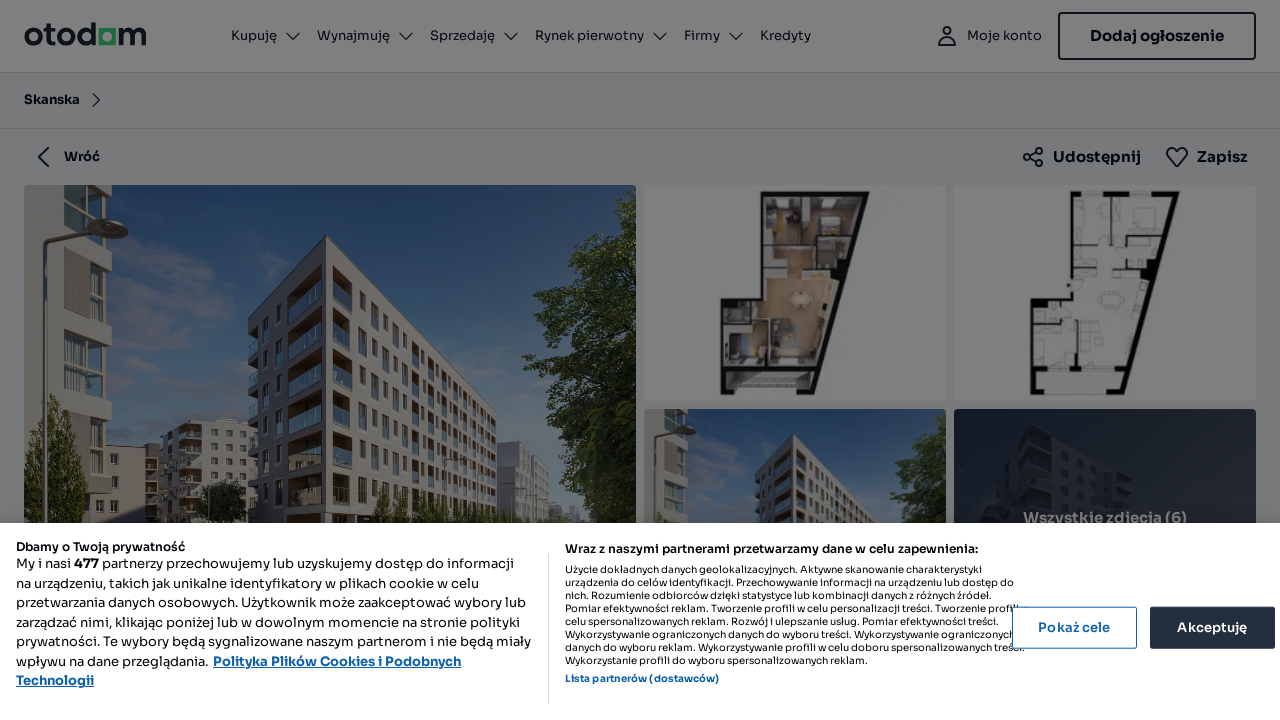 otodom
Kupuję
Wynajmuję
Sprzedaję
Rynek pierwotny
Firmy
Kredyty
Moje konto
Dodaj ogłoszenie
Skanska
Wróć
Udostępnij
Zapisz
Wszystkie zdjęcia (6)
Dbamy o Twoją prywatność
My i nasi 477 partnerzy przechowujemy lub uzyskujemy dostęp do informacji
na urządzeniu, takich jak unikalne identyfikatory w plikach cookie w celu
przetwarzania danych osobowych. Użytkownik może zaakceptować wybory lub
zarządzać nimi, klikając poniżej lub w dowolnym momencie na stronie polityki
prywatności. Te wybory będą sygnalizowane naszym partnerom i nie będą miały
wpływu na dane przeglądania. Polityka Plików Cookies i Podobnych
Technologii
Wraz z naszymi partnerami przetwarzamy dane w celu zapewnienia:
Użycie dokładnych danych geolokalizacyjnych. Aktywne skanowanie charakterystyki
urządzenia do celów identyfikacji. Przechowywanie informacji na urządzeniu lub dostęp do
nich. Rozumienie odbiorców dzięki statystyce lub kombinacji danych z różnych źródeł.
Pomiar efektywności reklam. Tworzenie profili w celu personalizacji treści. Tworzenie profili w
celu spersonalizowanych reklam. Rozwój i ulepszanie usług. Pomiar efektywności treści.
Wykorzystywanie ograniczonych danych do wyboru treści. Wykorzystywanie ograniczonych
danych do wyboru reklam. Wykorzystywanie profili w celu doboru spersonalizowanych treści.
Wykorzystanie profili do wyboru spersonalizowanych reklam.
Lista partnerów (dostawców)
Pokaż cele
Akceptuję